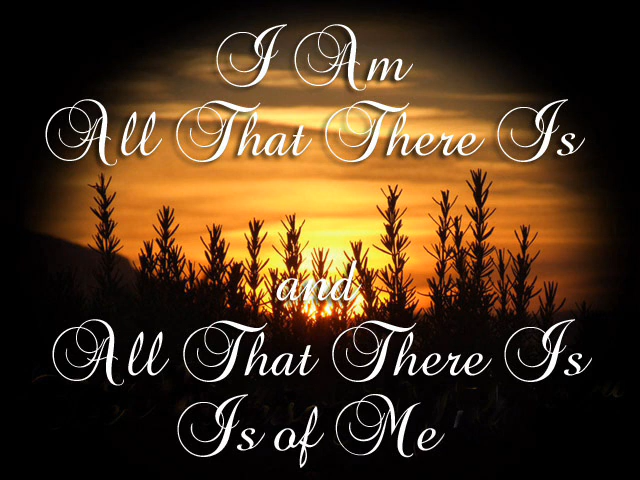 I Am
All That There Is
and
All That There Is
Is of Me